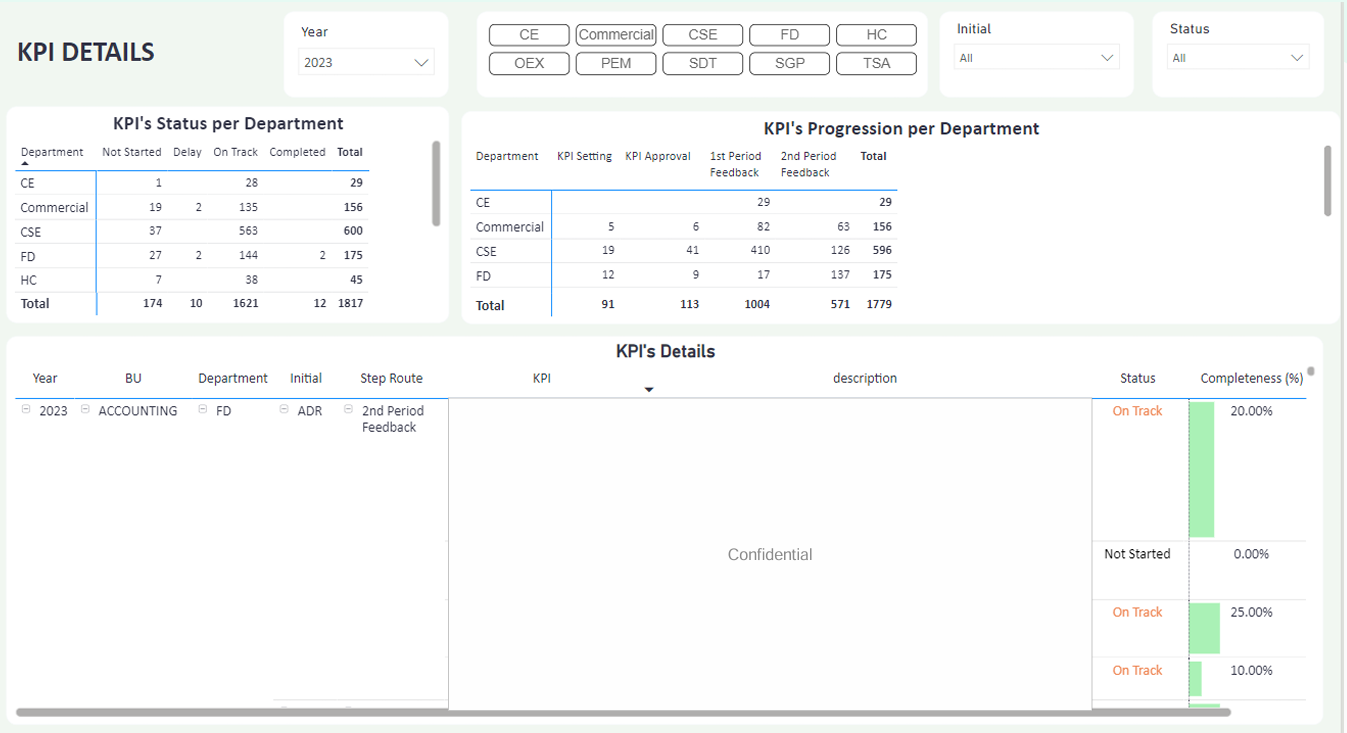 KPI DETAILS
Year
2023
CE Commercial CSE FD HC
OEX PEM SDT SGP TSA
Initial
All
Status
All
KPI's Status per Department
Department Not Started Delay On Track Completed Total
CE 1 28 29
Commercial 19 2 135 156
CSE 37 563 600
FD 27 2 144 2 175
HC 7 38 45
Total 174 10 1621 12 1817
KPI's Progression per Department
Department KPI Setting KPI Approval 1st Period Feedback 2nd Period Feedback Total
CE 29 29
Commercial 5 6 82 63 156
CSE 19 41 410 126 596
FD 12 9 17 137 175
Total 91 113 1004 571 1779
KPI's Details
Year BU Department Initial Step Route KPI description Status Completeness (%)
2023 ACCOUNTING FD ADR 2nd Period Feedback On Track 20.00%
Confidential
Not Started 0.00%
On Track 25.00%
On Track 10.00%